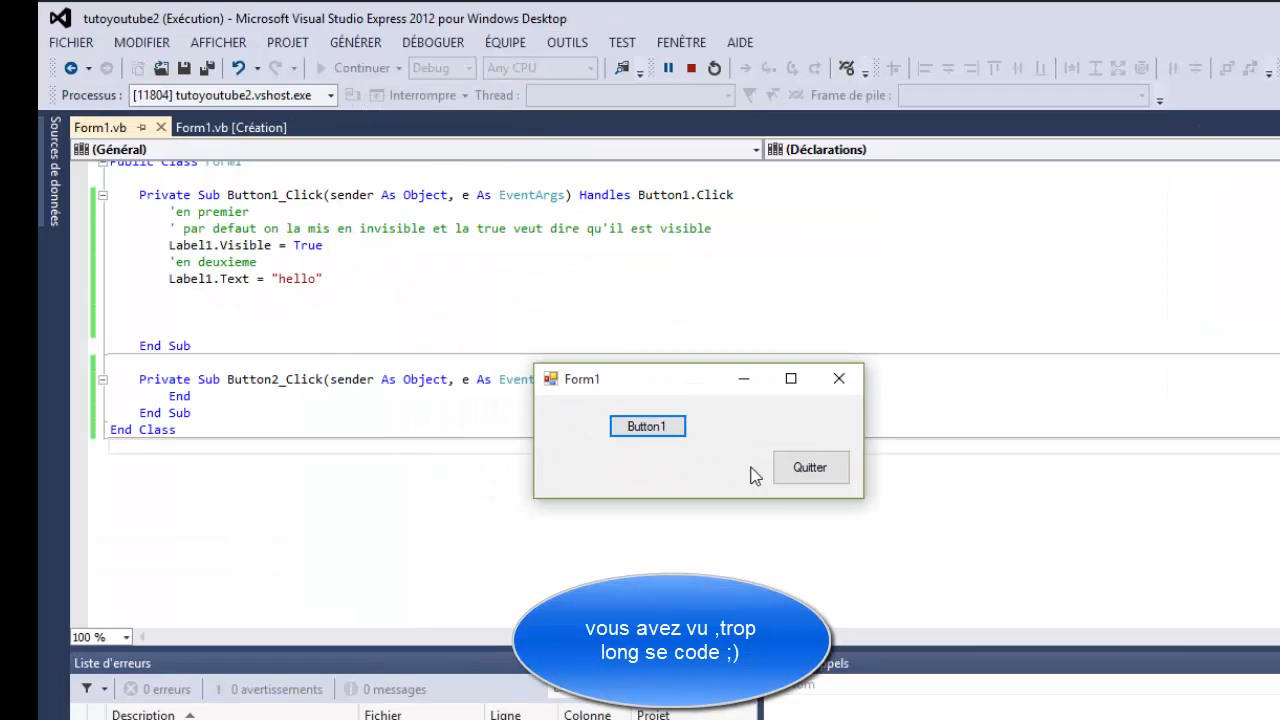 tutoyoutube2 (Exécution) - Microsoft Visual Studio Express 2012 pour Windows Desktop
FICHIER MODIFIER AFFICHER PROJET GÉNÉRER DÉBOGUER ÉQUIPE OUTILS TEST FENÊTRE AIDE
Continuer Debug Any CPU
Processus : [11804] tutoyoutube2.vshost.exe Interrompre Thread : Frame de pile :
Sources de données
Form1.vb Form1.vb [Création]
(Général) (Déclarations)
Public Class Form1
Private Sub Button1_Click(sender As Object, e As EventArgs) Handles Button1.Click
'en premier
' par defaut on la mis en invisible et la true veut dire qu'il est visible
Label1.Visible = True
'en deuxieme
Label1.Text = "hello"
End Sub
Private Sub Button2_Click(sender As Object, e As Event
End
End Sub
End Class
Form1
Button1
Quitter
vous avez vu ,trop
long se code ;)
100 %
Liste d'erreurs
0 erreurs 0 avertissements 0 messages
Description Fichier Ligne Colonne Projet